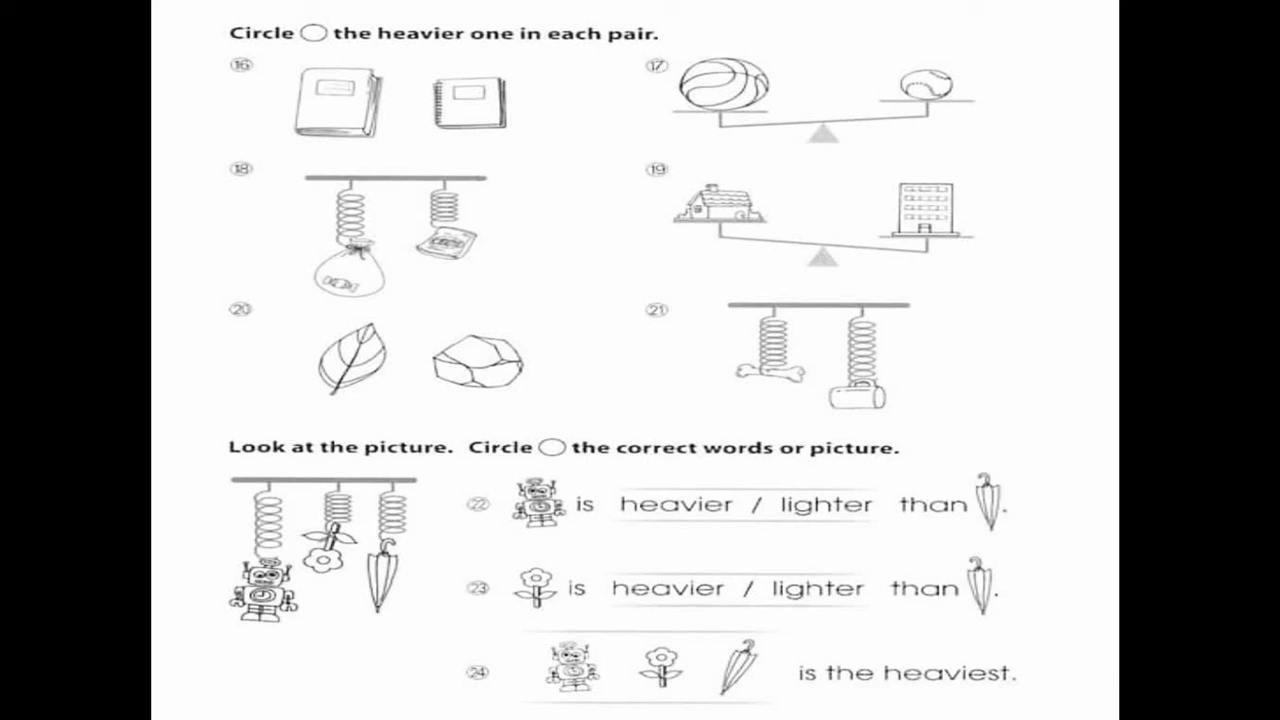 Circle ◯ the heavier one in each pair.
16
17
18
19
20
21
Look at the picture. Circle ◯ the correct words or picture.
22 is heavier / lighter than .
23 is heavier / lighter than .
24 is the heaviest.